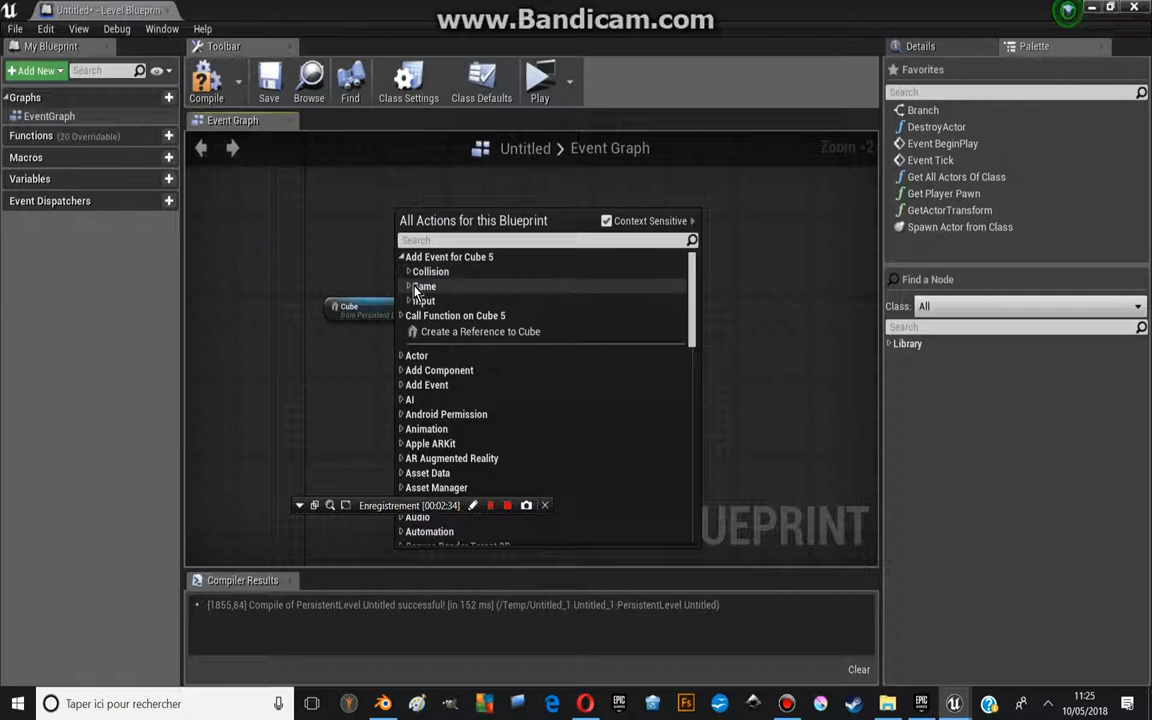 www.Bandicam.com
Untitled* - Level Blueprin
File Edit View Debug Window Help
My Blueprint
Toolbar
Details
Palette
Add New
Search
Compile
Save
Browse
Find
Class Settings
Class Defaults
Play
Favorites
Search
Graphs
EventGraph
Functions (20 Overridable)
Macros
Variables
Event Dispatchers
Event Graph
Untitled > Event Graph
Zoom -2
Branch
DestroyActor
Event BeginPlay
Event Tick
Get All Actors Of Class
Get Player Pawn
GetActorTransform
Spawn Actor from Class
Find a Node
Class: All
Search
Library
Cube
from Persistent
All Actions for this Blueprint
Context Sensitive
Search
Add Event for Cube 5
Collision
Game
Input
Call Function on Cube 5
Create a Reference to Cube
Actor
Add Component
Add Event
AI
Android Permission
Animation
Apple ARKit
AR Augmented Reality
Asset Data
Asset Manager
Enregistrement [00:02:34]
Audio
Automation
UEPRINT
Compiler Results
[1855,84] Compile of PersistentLevel.Untitled successful! [in 152 ms] (/Temp/Untitled_1.Untitled_1:PersistentLevel.Untitled)
Clear
Taper ici pour rechercher
11:25
10/05/2018